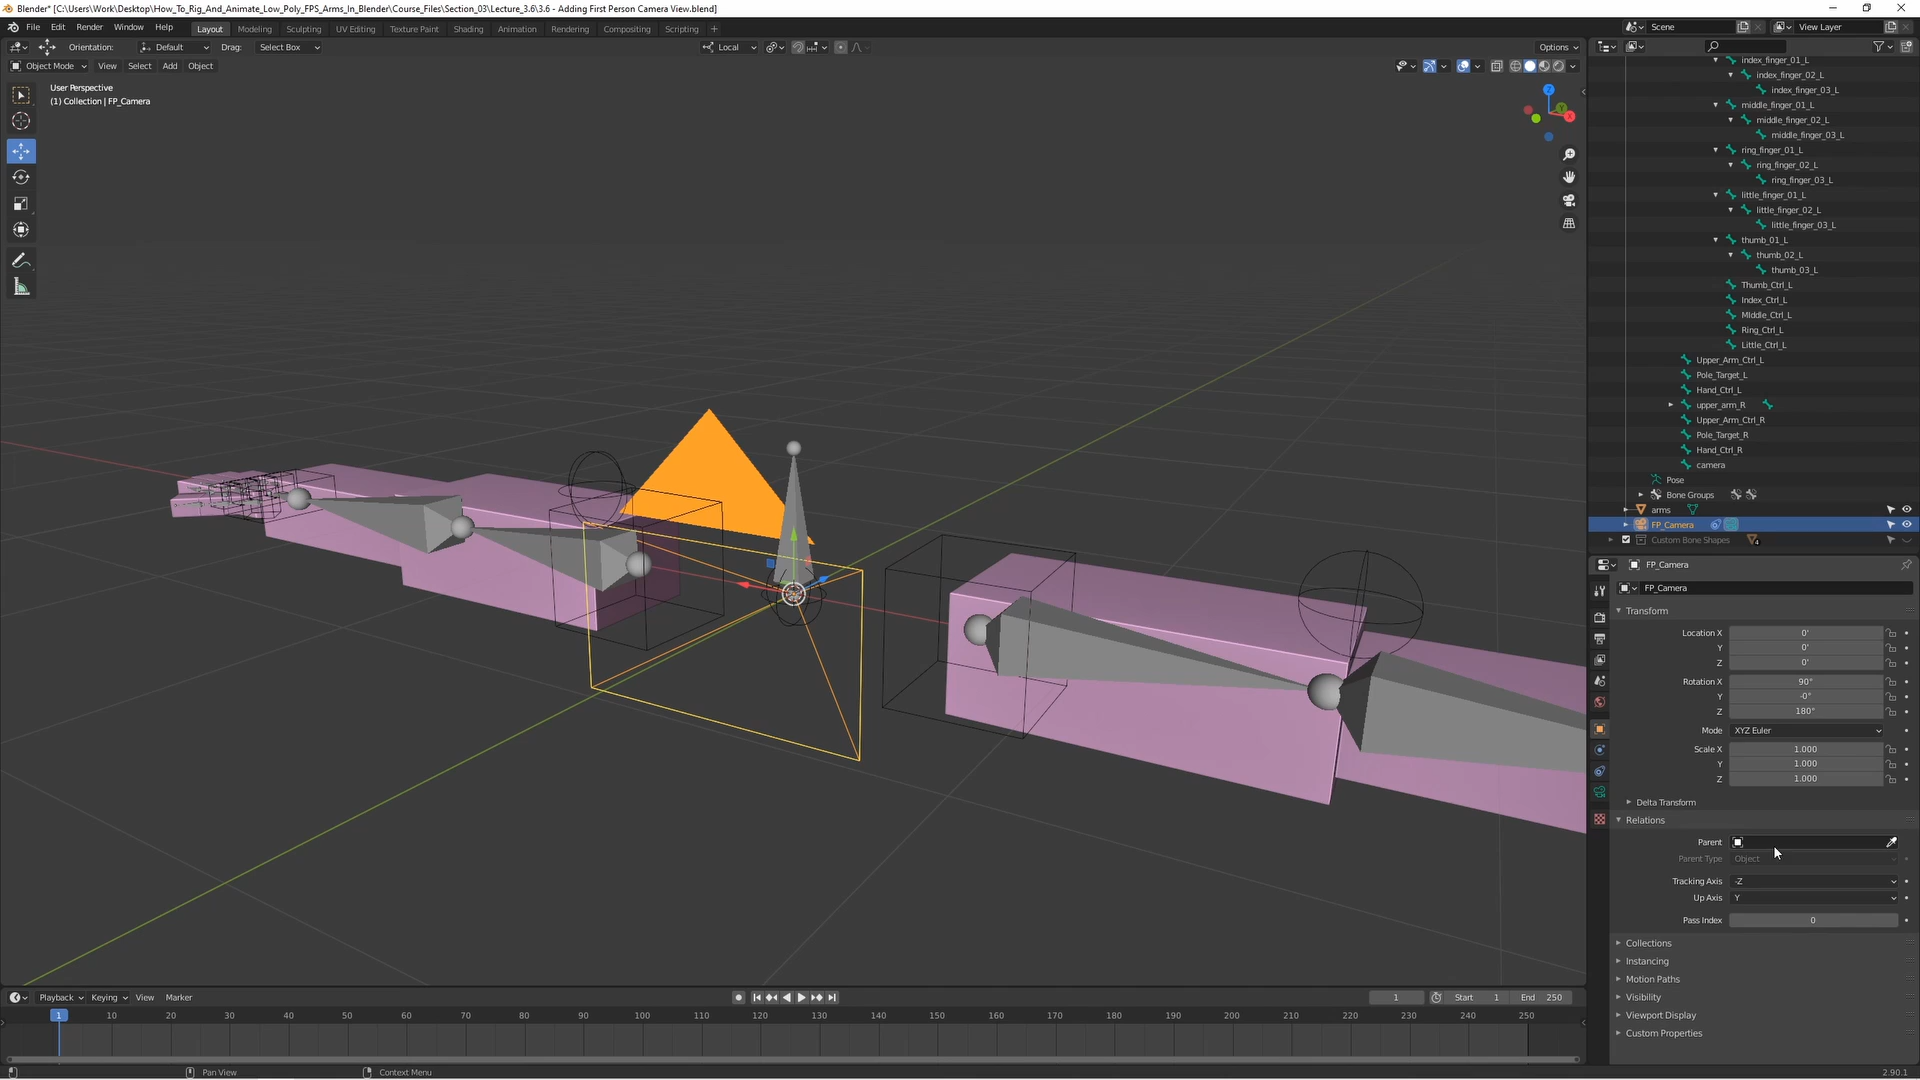 Blender* [C:\Users\Work\Desktop\How_To_Rig_And_Animate_Low_Poly_FPS_Arms_In_Blender\Course_Files\Section_03\Lecture_3.6\3.6 - Adding First Person Camera View.blend]
File Edit Render Window Help Layout Modeling Sculpting UV Editing Texture Paint Shading Animation Rendering Compositing Scripting + Scene View Layer
Orientation: Default Drag: Select Box Local Options
Object Mode View Select Add Object
User Perspective
(1) Collection | FP_Camera
Z
Y
X
index_finger_01_L
index_finger_02_L
index_finger_03_L
middle_finger_01_L
middle_finger_02_L
middle_finger_03_L
ring_finger_01_L
ring_finger_02_L
ring_finger_03_L
little_finger_01_L
little_finger_02_L
little_finger_03_L
thumb_01_L
thumb_02_L
thumb_03_L
Thumb_Ctrl_L
Index_Ctrl_L
MIddle_Ctrl_L
Ring_Ctrl_L
Little_Ctrl_L
Upper_Arm_Ctrl_L
Pole_Target_L
Hand_Ctrl_L
upper_arm_R
Upper_Arm_Ctrl_R
Pole_Target_R
Hand_Ctrl_R
camera
Pose
Bone Groups
arms
FP_Camera
Custom Bone Shapes 4
FP_Camera
FP_Camera
Transform
Location X 0'
Y 0'
Z 0'
Rotation X 90°
Y -0°
Z 180°
Mode XYZ Euler
Scale X 1.000
Y 1.000
Z 1.000
Delta Transform
Relations
Parent
Parent Type Object
Tracking Axis -Z
Up Axis Y
Pass Index 0
Collections
Instancing
Motion Paths
Visibility
Viewport Display
Custom Properties
Playback Keying View Marker 1 Start 1 End 250
1 10 20 30 40 50 60 70 80 90 100 110 120 130 140 150 160 170 180 190 200 210 220 230 240 250
Pan View Context Menu 2.90.1